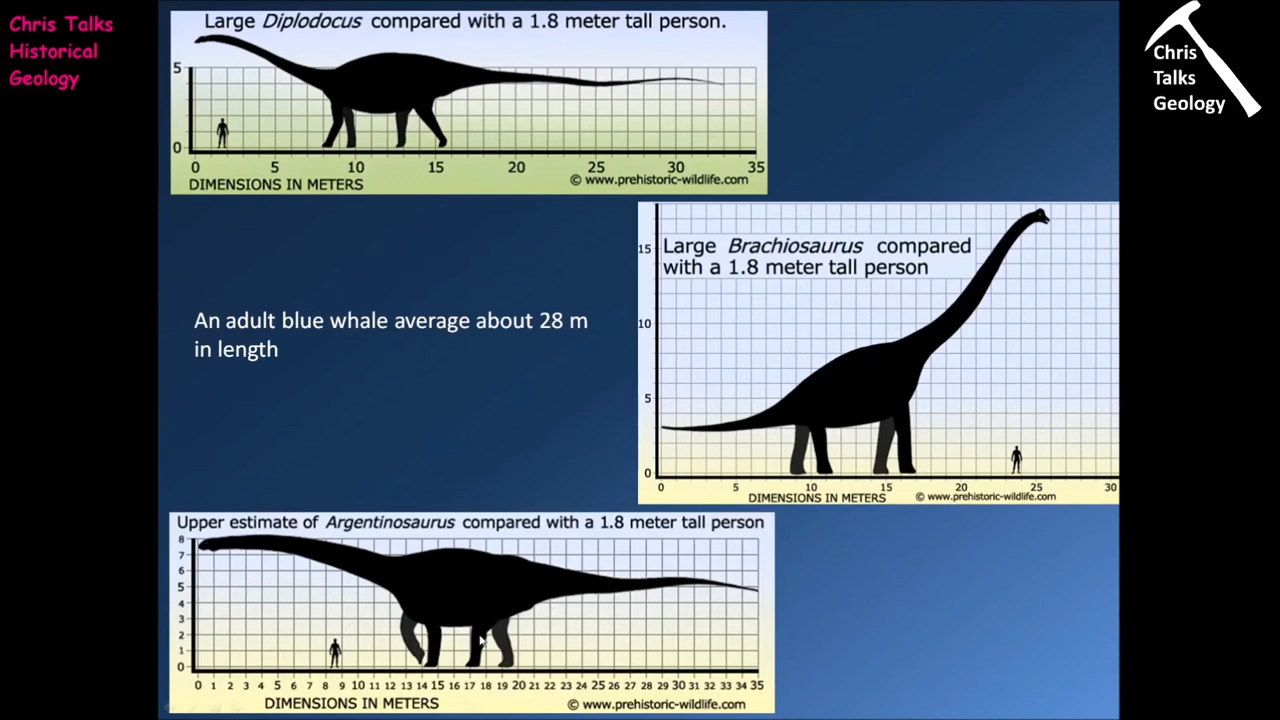 Chris Talks
Historical
Geology
Chris
Talks
Geology
Large Diplodocus compared with a 1.8 meter tall person.
5
0
0 5 10 15 20 25 30 35
DIMENSIONS IN METERS © www.prehistoric-wildlife.com
Large Brachiosaurus compared
with a 1.8 meter tall person
15
10
5
0
0 5 10 15 20 25 30
DIMENSIONS IN METERS © www.prehistoric-wildlife.com
An adult blue whale average about 28 m
in length
Upper estimate of Argentinosaurus compared with a 1.8 meter tall person
8
7
6
5
4
3
2
1
0
0 1 2 3 4 5 6 7 8 9 10 11 12 13 14 15 16 17 18 19 20 21 22 23 24 25 26 27 28 29 30 31 32 33 34 35
DIMENSIONS IN METERS © www.prehistoric-wildlife.com